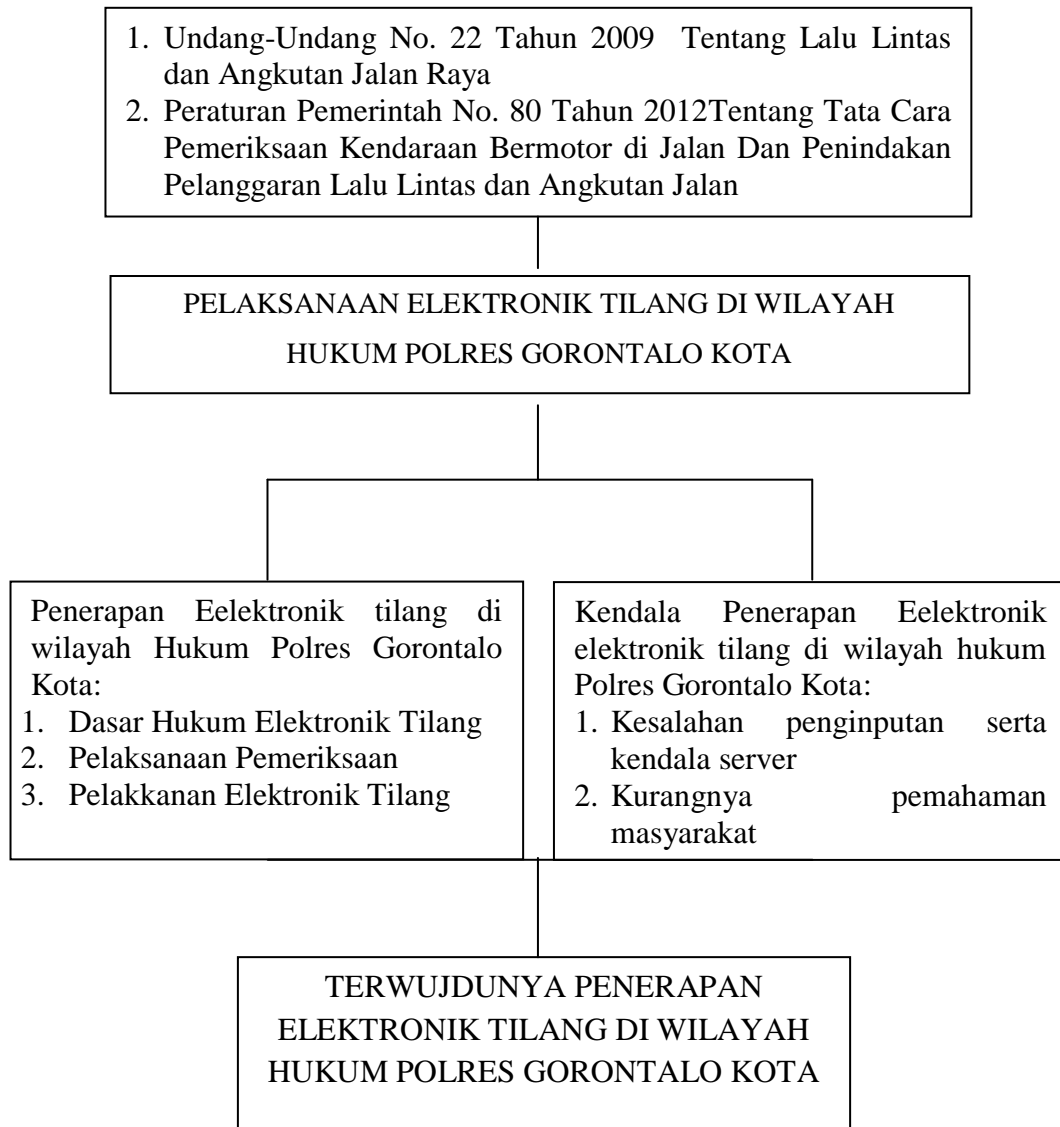 1. Undang-Undang No. 22 Tahun 2009 Tentang Lalu Lintas
dan Angkutan Jalan Raya
2. Peraturan Pemerintah No. 80 Tahun 2012Tentang Tata Cara
Pemeriksaan Kendaraan Bermotor di Jalan Dan Penindakan
Pelanggaran Lalu Lintas dan Angkutan Jalan
PELAKSANAAN ELEKTRONIK TILANG DI WILAYAH
HUKUM POLRES GORONTALO KOTA
Penerapan Eelektronik tilang di
wilayah Hukum Polres Gorontalo
Kota:
1. Dasar Hukum Elektronik Tilang
2. Pelaksanaan Pemeriksaan
3. Pelakkanan Elektronik Tilang
Kendala Penerapan Eelektronik
elektronik tilang di wilayah hukum
Polres Gorontalo Kota:
1. Kesalahan penginputan serta
kendala server
2. Kurangnya pemahaman
masyarakat
TERWUJDUNYA PENERAPAN
ELEKTRONIK TILANG DI WILAYAH
HUKUM POLRES GORONTALO KOTA